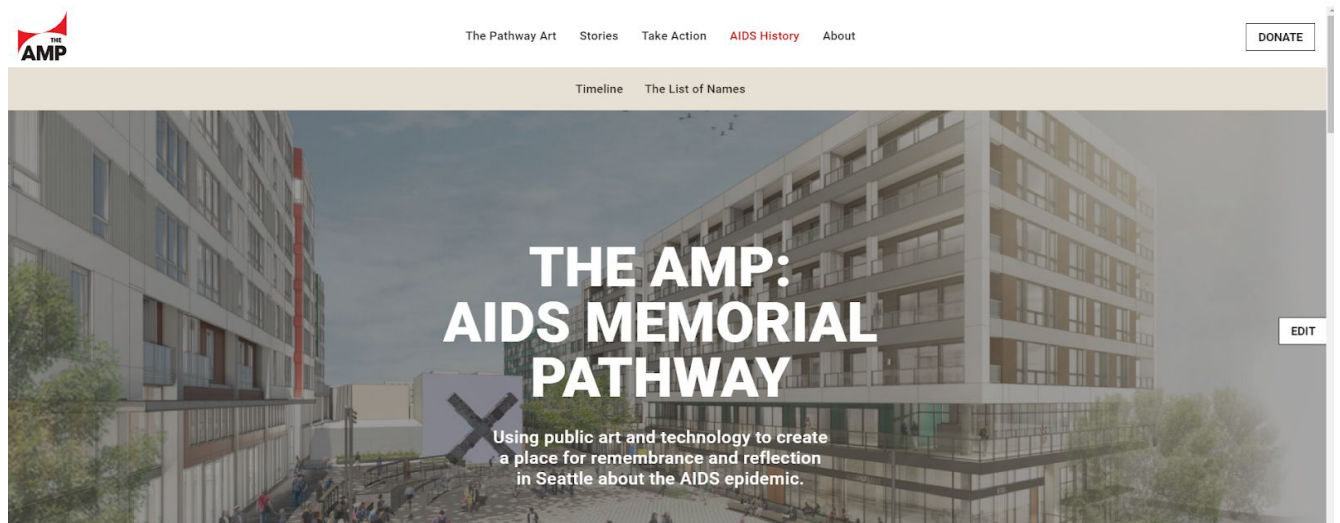 THE
AMP
The Pathway Art Stories Take Action AIDS History About
DONATE
Timeline The List of Names
THE AMP:
AIDS MEMORIAL
PATHWAY
EDIT
Using public art and technology to create
a place for remembrance and reflection
in Seattle about the AIDS epidemic.